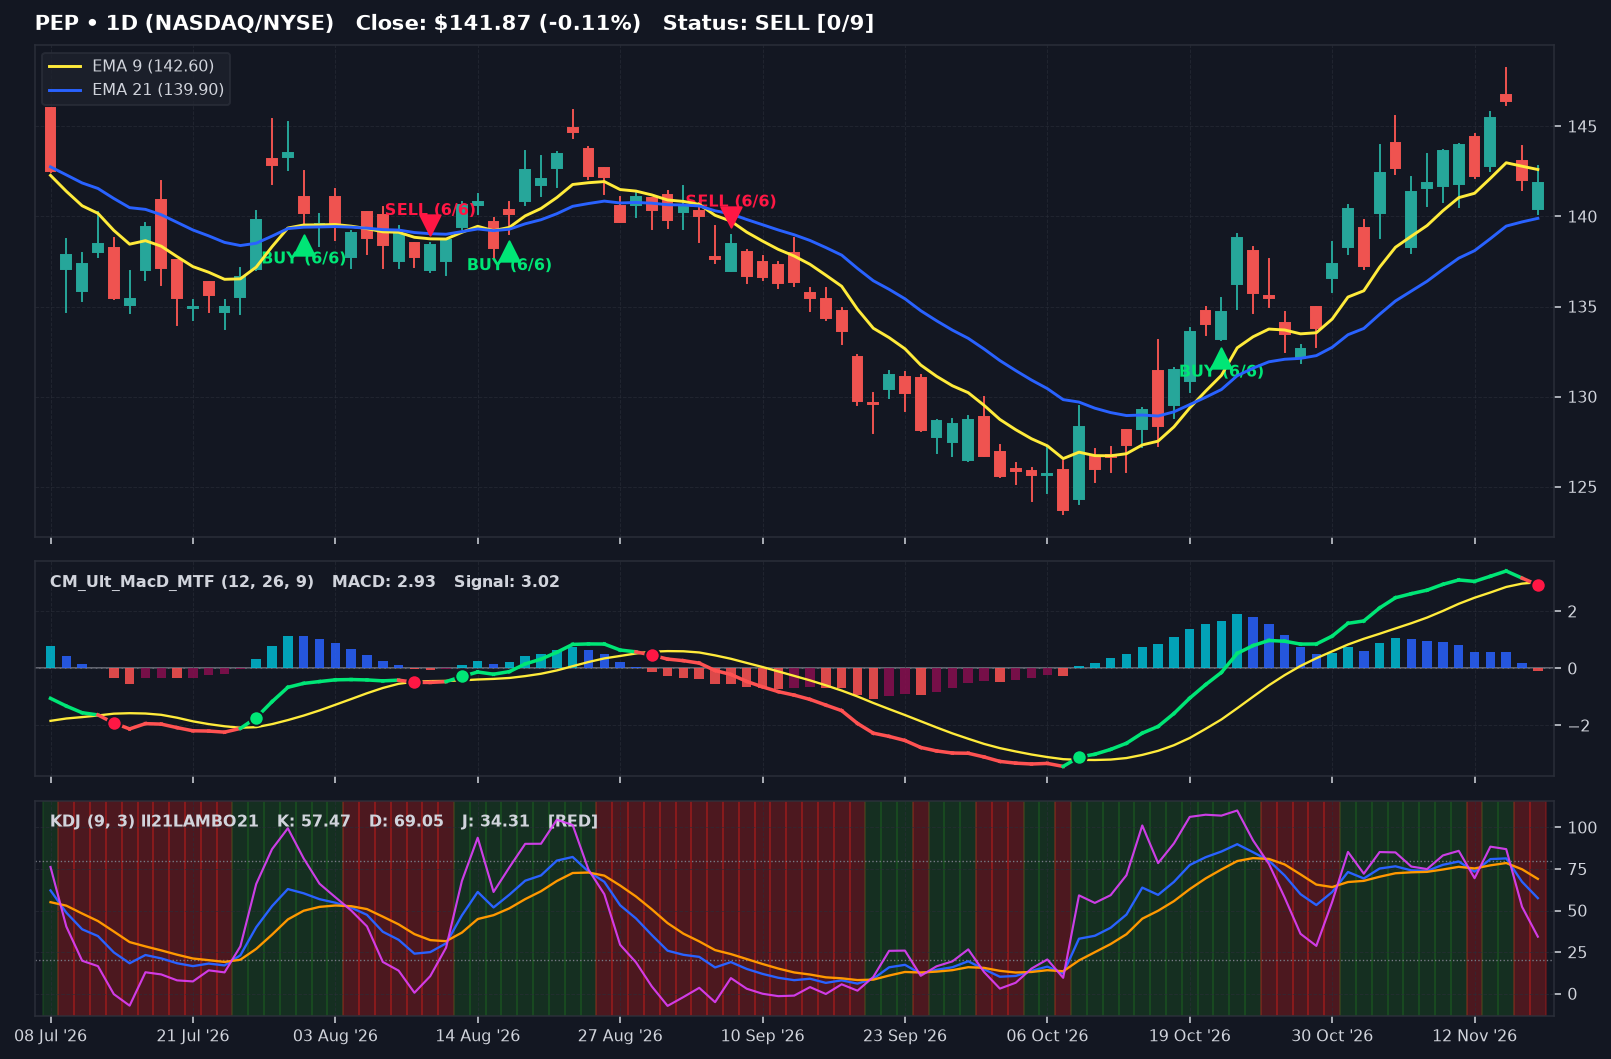 PEP • 1D (NASDAQ/NYSE)   Close: $141.87 (-0.11%)   Status: SELL [0/9]
EMA 9 (142.60)
EMA 21 (139.90)
145
140
135
130
125
SELL (6/6)
SELL (6/6)
BUY (6/6)
BUY (6/6)
BUY (6/6)
CM_Ult_MacD_MTF (12, 26, 9)   MACD: 2.93   Signal: 3.02
2
0
−2
KDJ (9, 3) II21LAMBO21   K: 57.47   D: 69.05   J: 34.31   [RED]
100
75
50
25
0
08 Jul '26
21 Jul '26
03 Aug '26
14 Aug '26
27 Aug '26
10 Sep '26
23 Sep '26
06 Oct '26
19 Oct '26
30 Oct '26
12 Nov '26